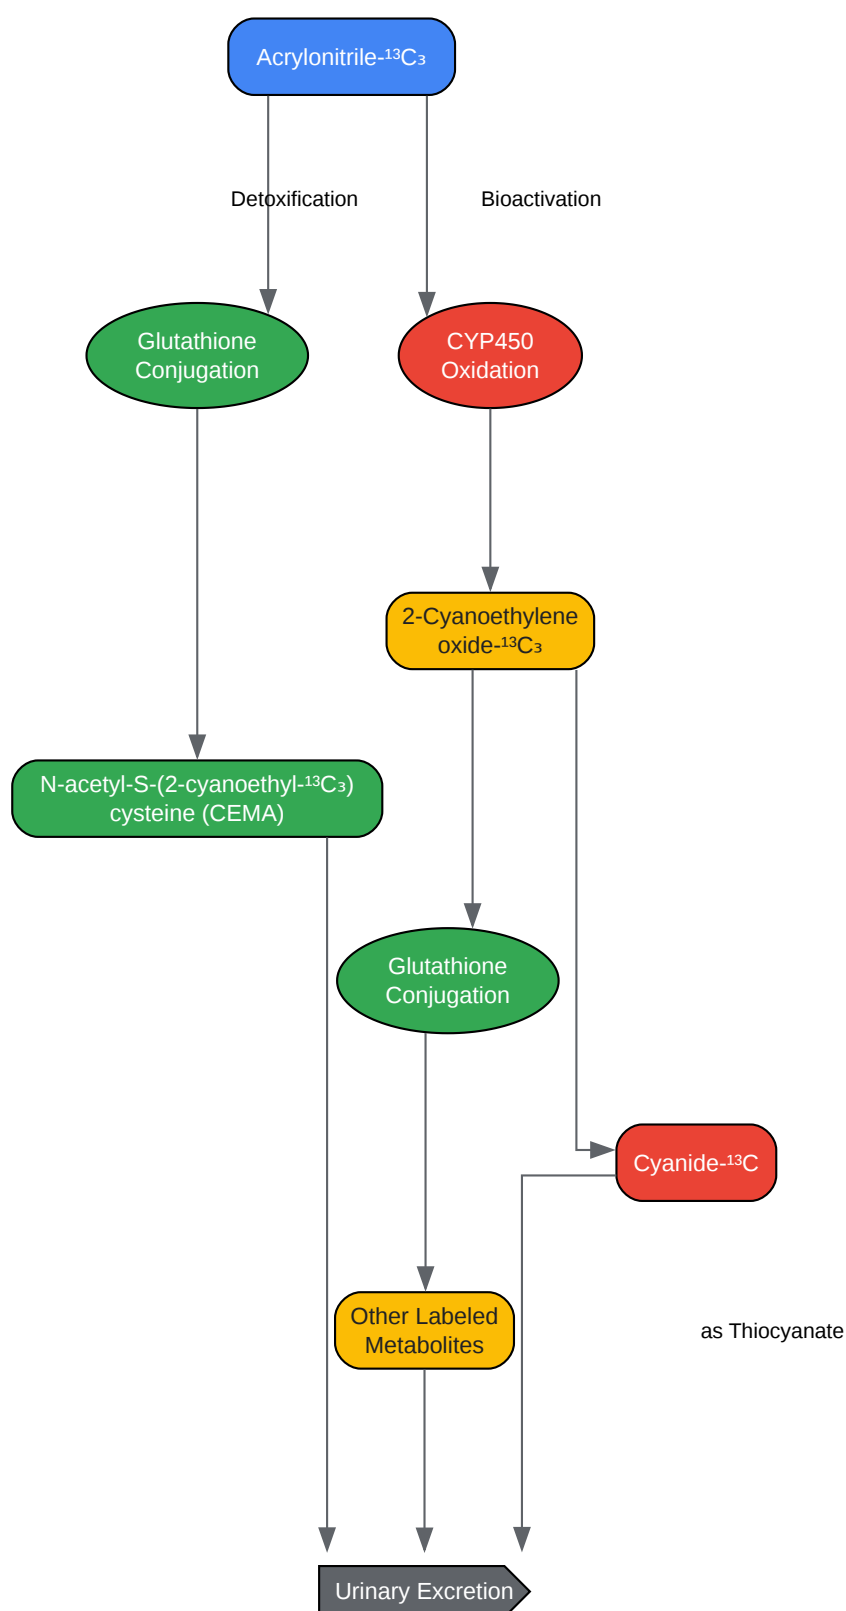 Acrylonitrile-¹³C₃
Detoxification
Bioactivation
Glutathione
Conjugation
CYP450
Oxidation
2-Cyanoethylene
oxide-¹³C₃
N-acetyl-S-(2-cyanoethyl-¹³C₃)
cysteine (CEMA)
Glutathione
Conjugation
Cyanide-¹³C
Other Labeled
Metabolites
as Thiocyanate
Urinary Excretion